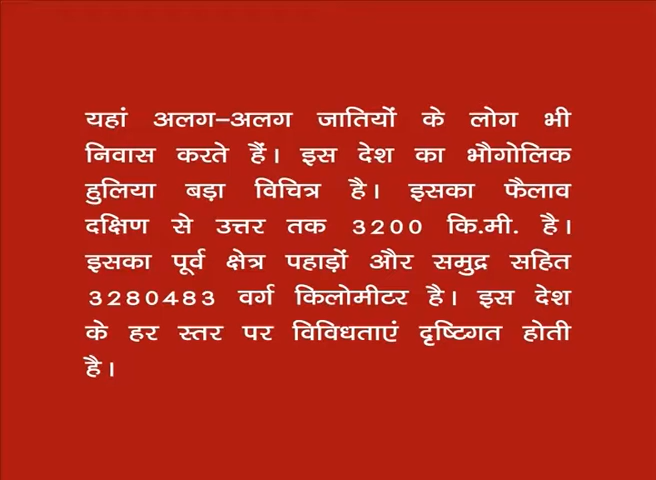 यहां अलग-अलग जातियों के लोग भी
निवास करते हैं। इस देश का भौगोलिक
हुलिया बड़ा विचित्र है। इसका फैलाव
दक्षिण से उत्तर तक 3200 कि.मी. है।
इसका पूर्व क्षेत्र पहाड़ों और समुद्र सहित
3280483 वर्ग किलोमीटर है। इस देश
के हर स्तर पर विविधताएं दृष्टिगत होती
है।